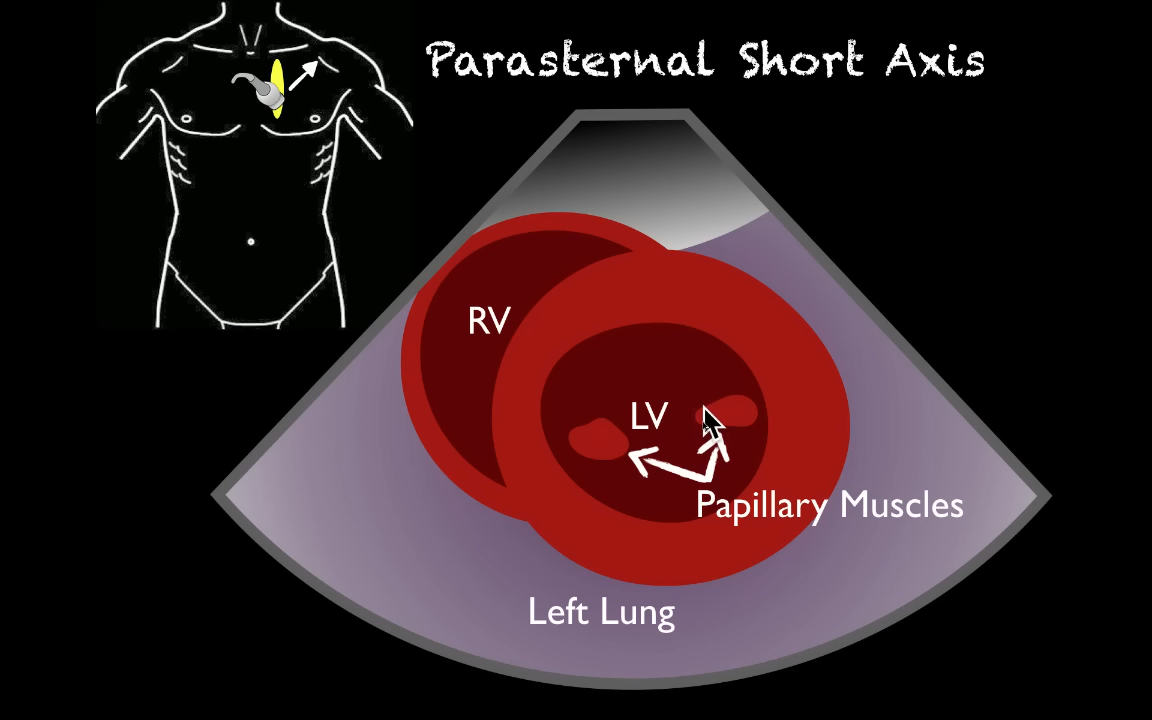 Parasternal Short Axis
RV
LV
Papillary Muscles
Left Lung